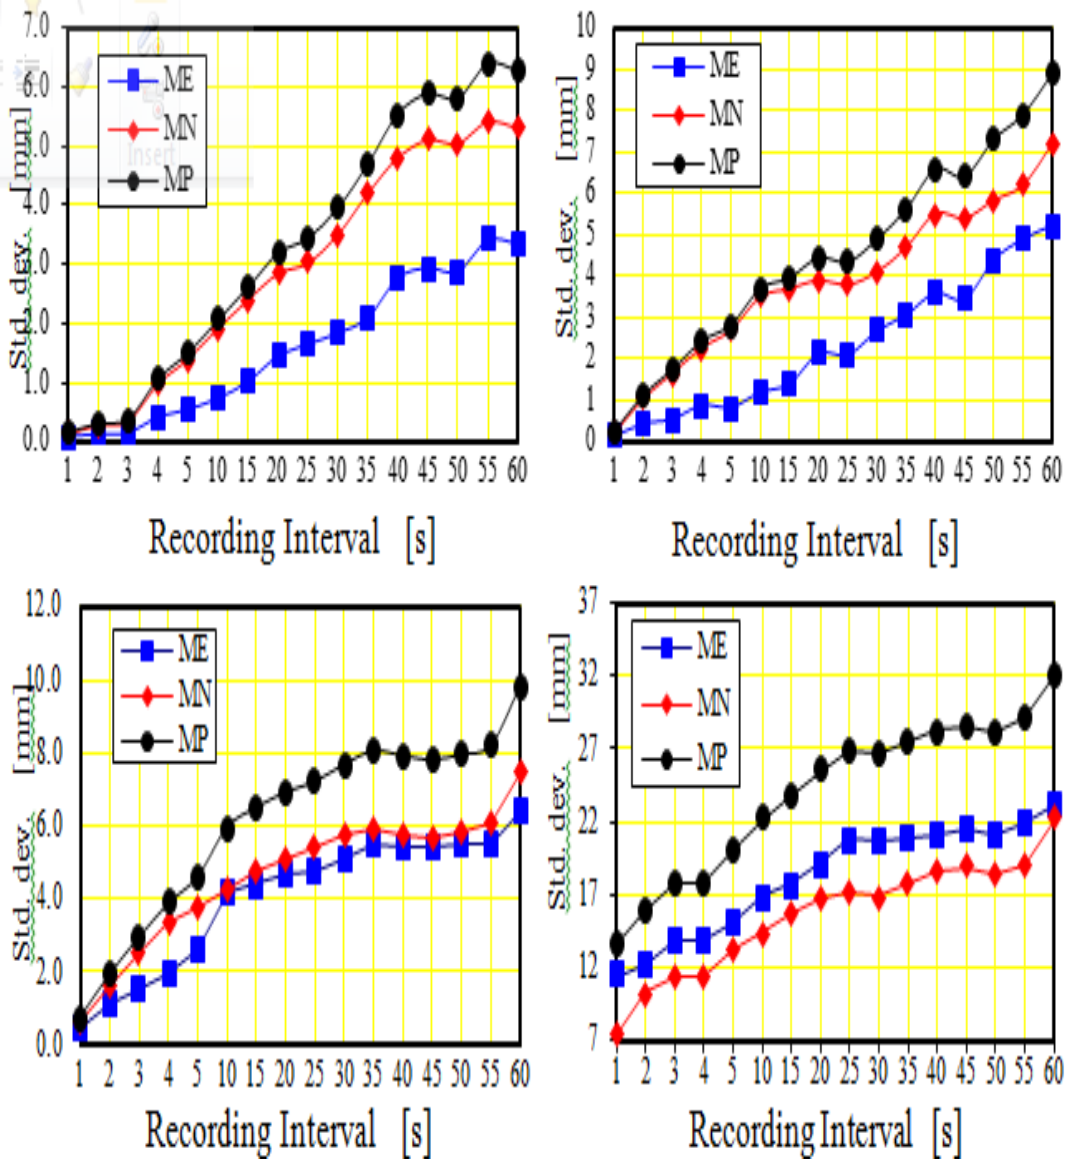 7.0
6.0
5.0
4.0
3.0
2.0
1.0
0.0
Std. dev. [mm]
ME
MN
MP
Insert
1 2 3 4 5 10 15 20 25 30 35 40 45 50 55 60
Recording Interval [s]
10
9
8
7
6
5
4
3
2
1
0
Std. dev. [mm]
ME
MN
MP
1 2 3 4 5 10 15 20 25 30 35 40 45 50 55 60
Recording Interval [s]
12.0
10.0
8.0
6.0
4.0
2.0
0.0
Std. dev. [mm]
ME
MN
MP
1 2 3 4 5 10 15 20 25 30 35 40 45 50 55 60
Recording Interval [s]
37
32
27
22
17
12
7
Std. dev. [mm]
ME
MN
MP
1 2 3 4 5 10 15 20 25 30 35 40 45 50 55 60
Recording Interval [s]